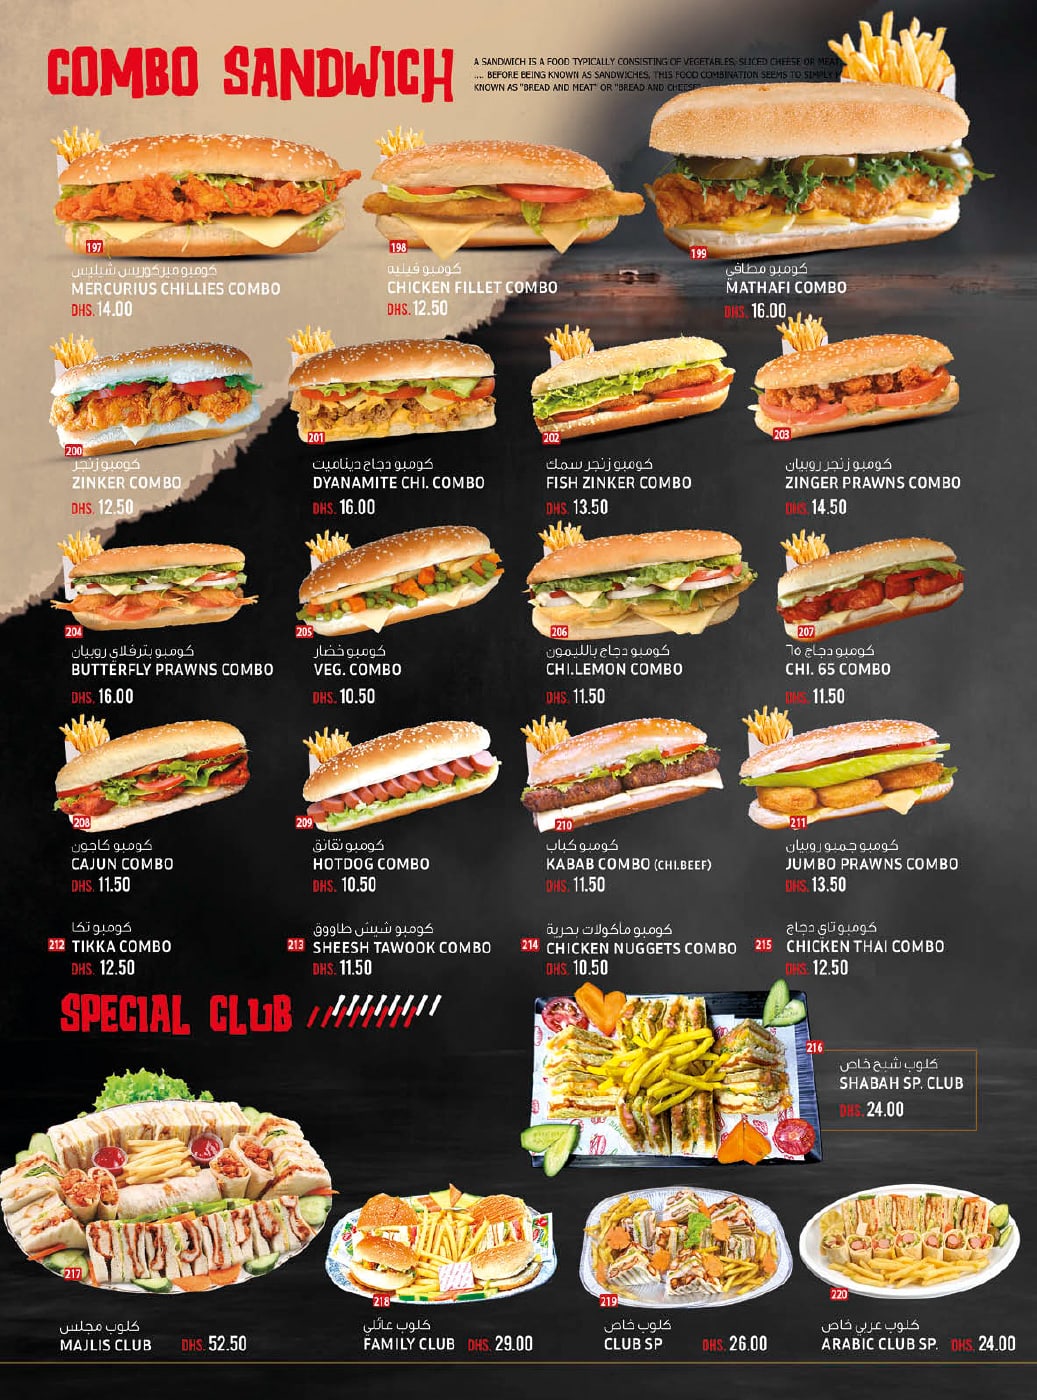 COMBO SANDWICH
A SANDWICH IS A FOOD TYPICALLY CONSISTING OF VEGETABLES, SLICED CHEESE OR MEAT
.... BEFORE BEING KNOWN AS SANDWICHES, THIS FOOD COMBINATION SEEMS TO SIMPLY
KNOWN AS "BREAD AND MEAT" OR "BREAD AND CHEESE"
197
كومبو ميركوريس شيليس
MERCURIUS CHILLIES COMBO
DHS. 14.00
198
كومبو فيليه
CHICKEN FILLET COMBO
DHS. 12.50
199
كومبو مطافي
MATHAFI COMBO
DHS. 16.00
200
كومبو زنجر
ZINKER COMBO
DHS. 12.50
201
كومبو دجاج ديناميت
DYANAMITE CHI. COMBO
DHS. 16.00
202
كومبو زنجر سمك
FISH ZINKER COMBO
DHS. 13.50
203
كومبو زنجر روبيان
ZINGER PRAWNS COMBO
DHS. 14.50
204
كومبو بترفلاي روبيان
BUTTERFLY PRAWNS COMBO
DHS. 16.00
205
كومبو خضار
VEG. COMBO
DHS. 10.50
206
كومبو دجاج بالليمون
CHI.LEMON COMBO
DHS. 11.50
207
كومبو دجاج ٦٥
CHI. 65 COMBO
DHS. 11.50
208
كومبو كاجون
CAJUN COMBO
DHS. 11.50
209
كومبو نقانق
HOTDOG COMBO
DHS. 10.50
210
كومبو كباب
KABAB COMBO (CHI.BEEF)
DHS. 11.50
211
كومبو جمبو روبيان
JUMBO PRAWNS COMBO
DHS. 13.50
كومبو تكا
212 TIKKA COMBO
DHS. 12.50
كومبو شيش طاووق
213 SHEESH TAWOOK COMBO
DHS. 11.50
كومبو مأكولات بحرية
214 CHICKEN NUGGETS COMBO
DHS. 10.50
كومبو تاي دجاج
215 CHICKEN THAI COMBO
DHS. 12.50
SPECIAL CLUB
216
كلوب شبح خاص
SHABAH SP. CLUB
DHS. 24.00
217
كلوب مجلس
MAJLIS CLUB DHS. 52.50
218
كلوب عائلي
FAMILY CLUB DHS. 29.00
219
كلوب خاص
CLUB SP DHS. 26.00
220
كلوب عربي خاص
ARABIC CLUB SP. DHS. 24.00